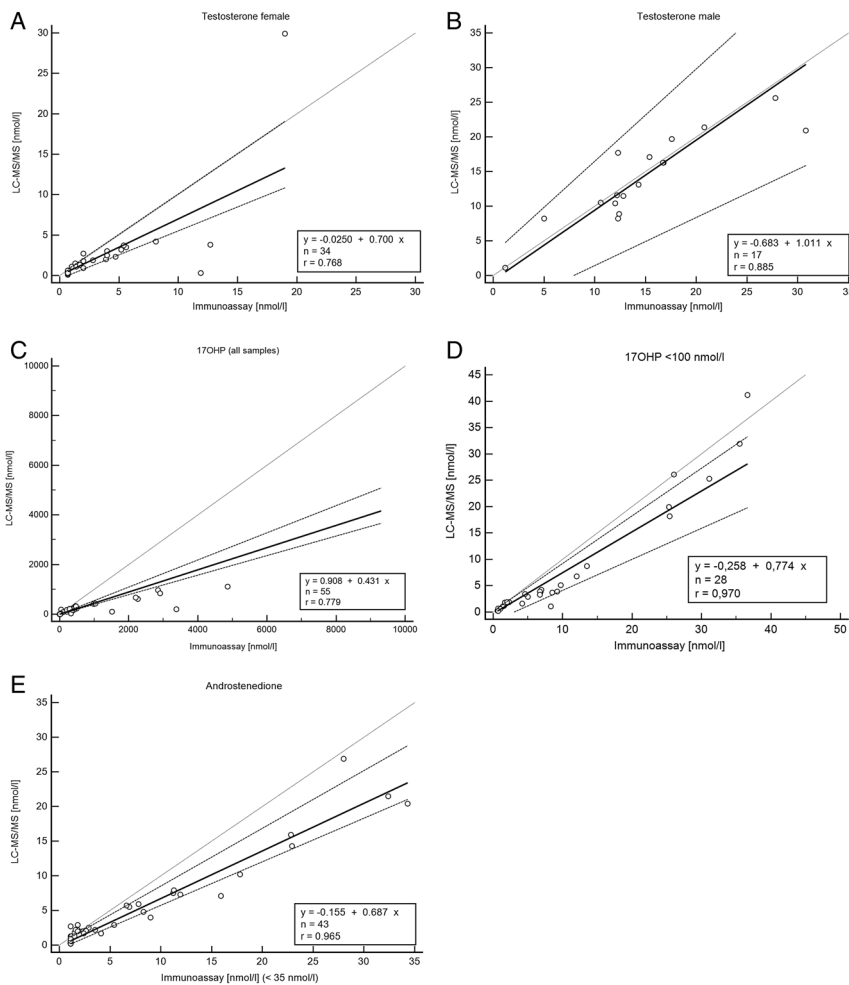 A
Testosterone female
30
25
20
15
10
5
0
LC-MS/MS [nmol/l]
y = -0.0250 + 0.700 x
n = 34
r = 0.768
0 5 10 15 20 25 30
Immunoassay [nmol/l]
B
Testosterone male
35
30
25
20
15
10
5
0
LC-MS/MS [nmol/l]
y = -0.683 + 1.011 x
n = 17
r = 0.885
0 5 10 15 20 25 30 35
Immunoassay [nmol/l]
C
17OHP (all samples)
10000
8000
6000
4000
2000
0
LC-MS/MS [nmol/l]
y = 0.908 + 0.431 x
n = 55
r = 0.779
0 2000 4000 6000 8000 10000
Immunoassay [nmol/l]
D
17OHP <100 nmol/l
45
40
35
30
25
20
15
10
5
0
LC-MS/MS [nmol/l]
y = -0,258 + 0,774 x
n = 28
r = 0,970
0 10 20 30 40 50
Immunoassay [nmol/l]
E
Androstenedione
35
30
25
20
15
10
5
0
LC-MS/MS [nmol/l]
y = -0.155 + 0.687 x
n = 43
r = 0.965
0 5 10 15 20 25 30 35
Immunoassay [nmol/l] (< 35 nmol/l)